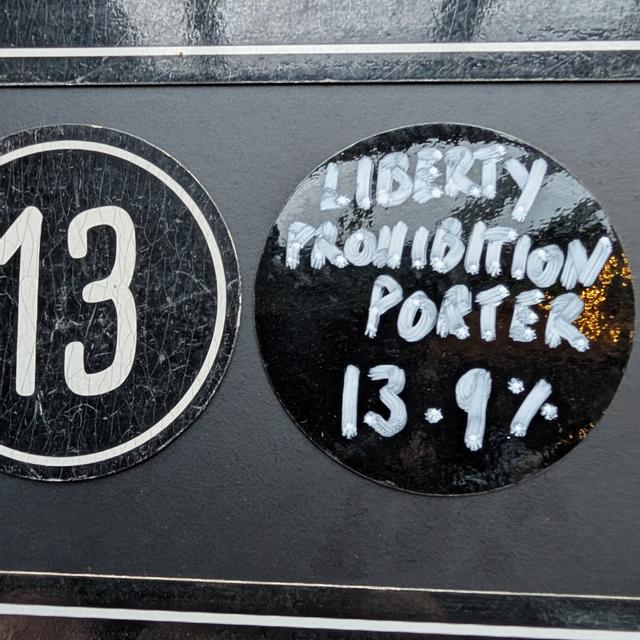 13
LIBERTY
PROHIBITION
PORTER
13.9%